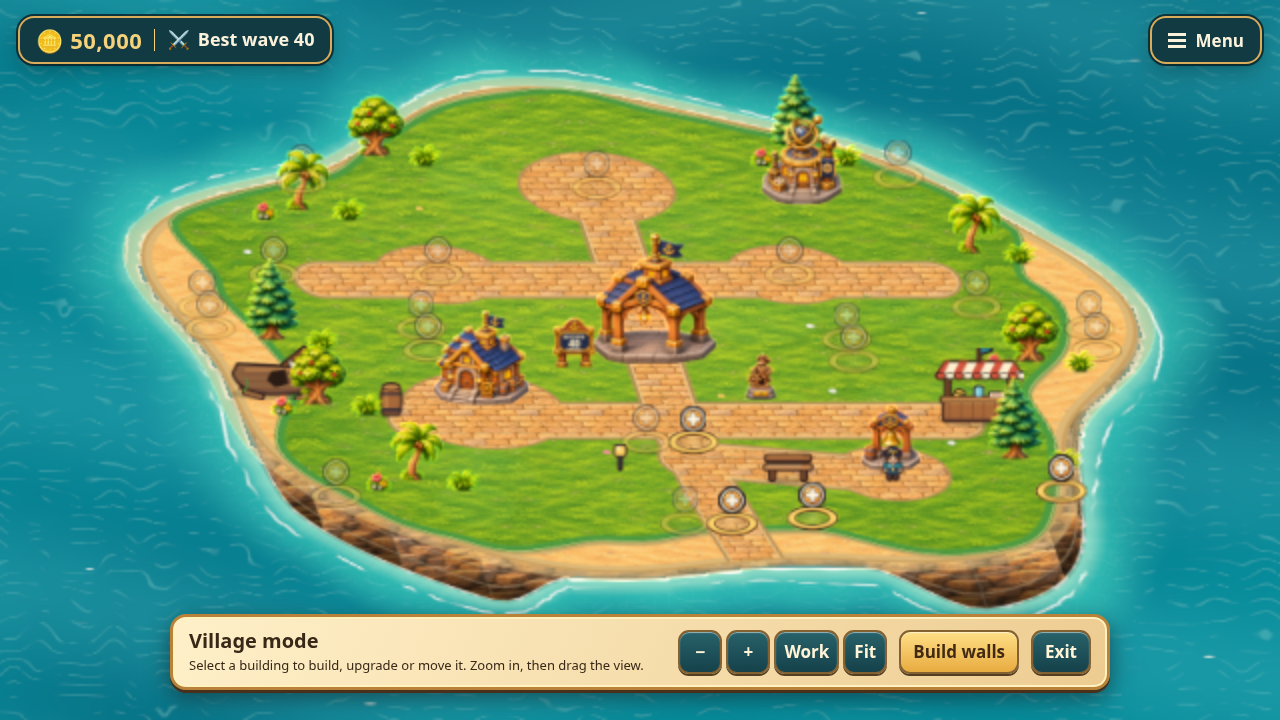 50,000
Best wave 40
Menu
40
Village mode
Select a building to build, upgrade or move it. Zoom in, then drag the view.
− + Work Fit Build walls Exit